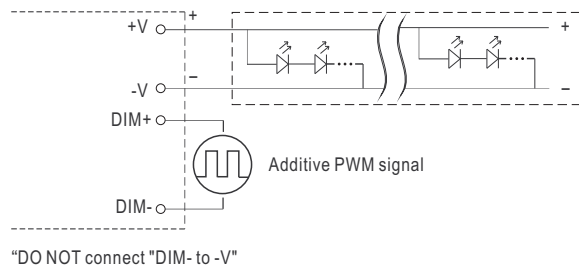 +V + +
-V − −
DIM+
Additive PWM signal
DIM-
“DO NOT connect "DIM- to -V"